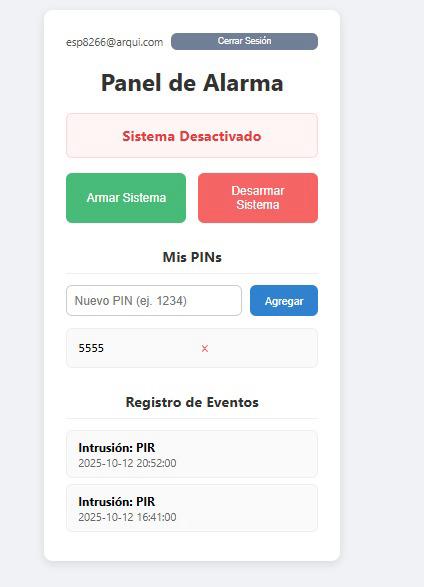 esp8266@arqui.com
Cerrar Sesión
Panel de Alarma
Sistema Desactivado
Armar Sistema
Desarmar
Sistema
Mis PINs
Nuevo PIN (ej. 1234)
Agregar
5555
×
Registro de Eventos
Intrusión: PIR
2025-10-12 20:52:00
Intrusión: PIR
2025-10-12 16:41:00